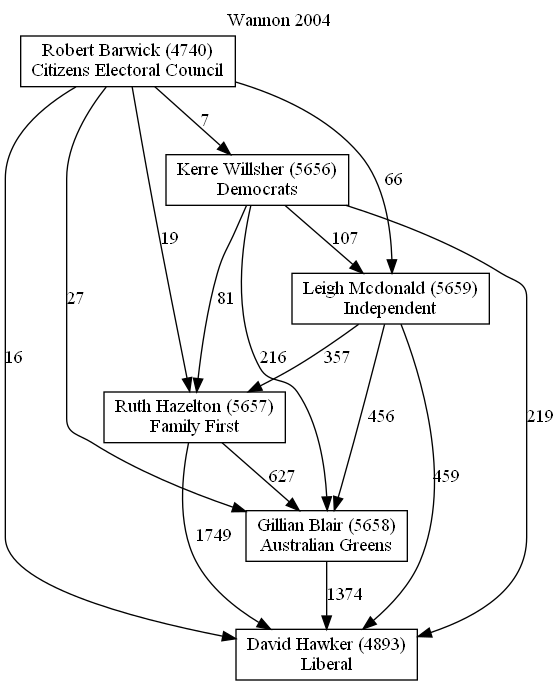 Wannon 2004
Robert Barwick (4740)
Citizens Electoral Council
7
Kerre Willsher (5656)
Democrats
66
19
107
27
81
Leigh Mcdonald (5659)
Independent
16
216
357
Ruth Hazelton (5657)
Family First
456
219
627
459
Gillian Blair (5658)
Australian Greens
1749
1374
David Hawker (4893)
Liberal